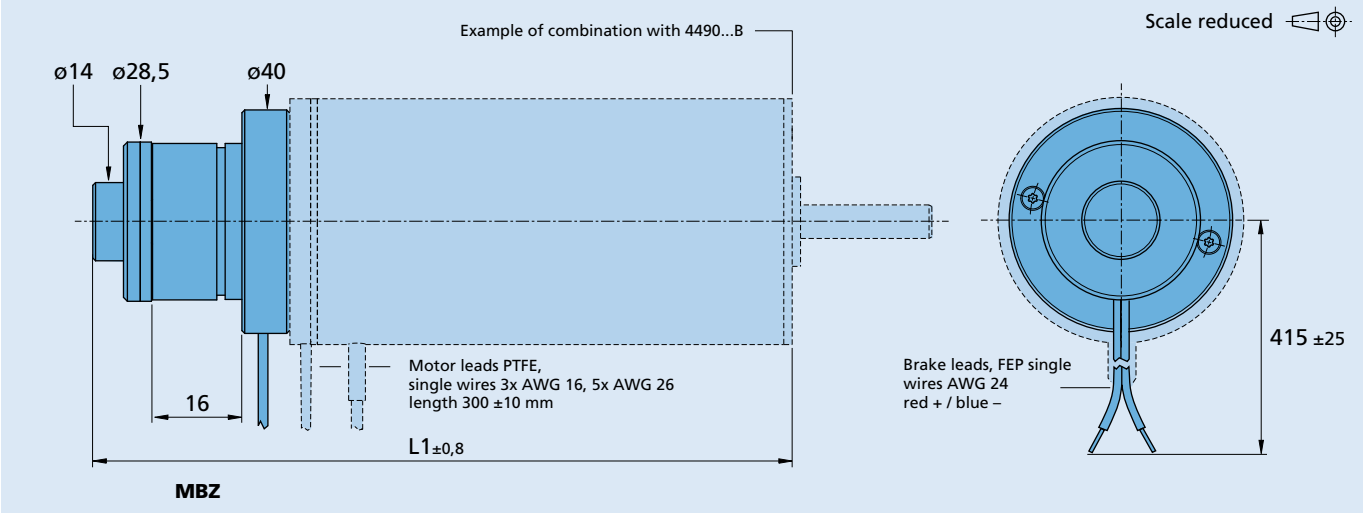 Scale reduced
Example of combination with 4490...B
ø14
ø28,5
ø40
415 ±25
Motor leads PTFE,
single wires 3x AWG 16, 5x AWG 26
length 300 ±10 mm
Brake leads, FEP single
wires AWG 24
red + / blue –
16
L1±0,8
MBZ